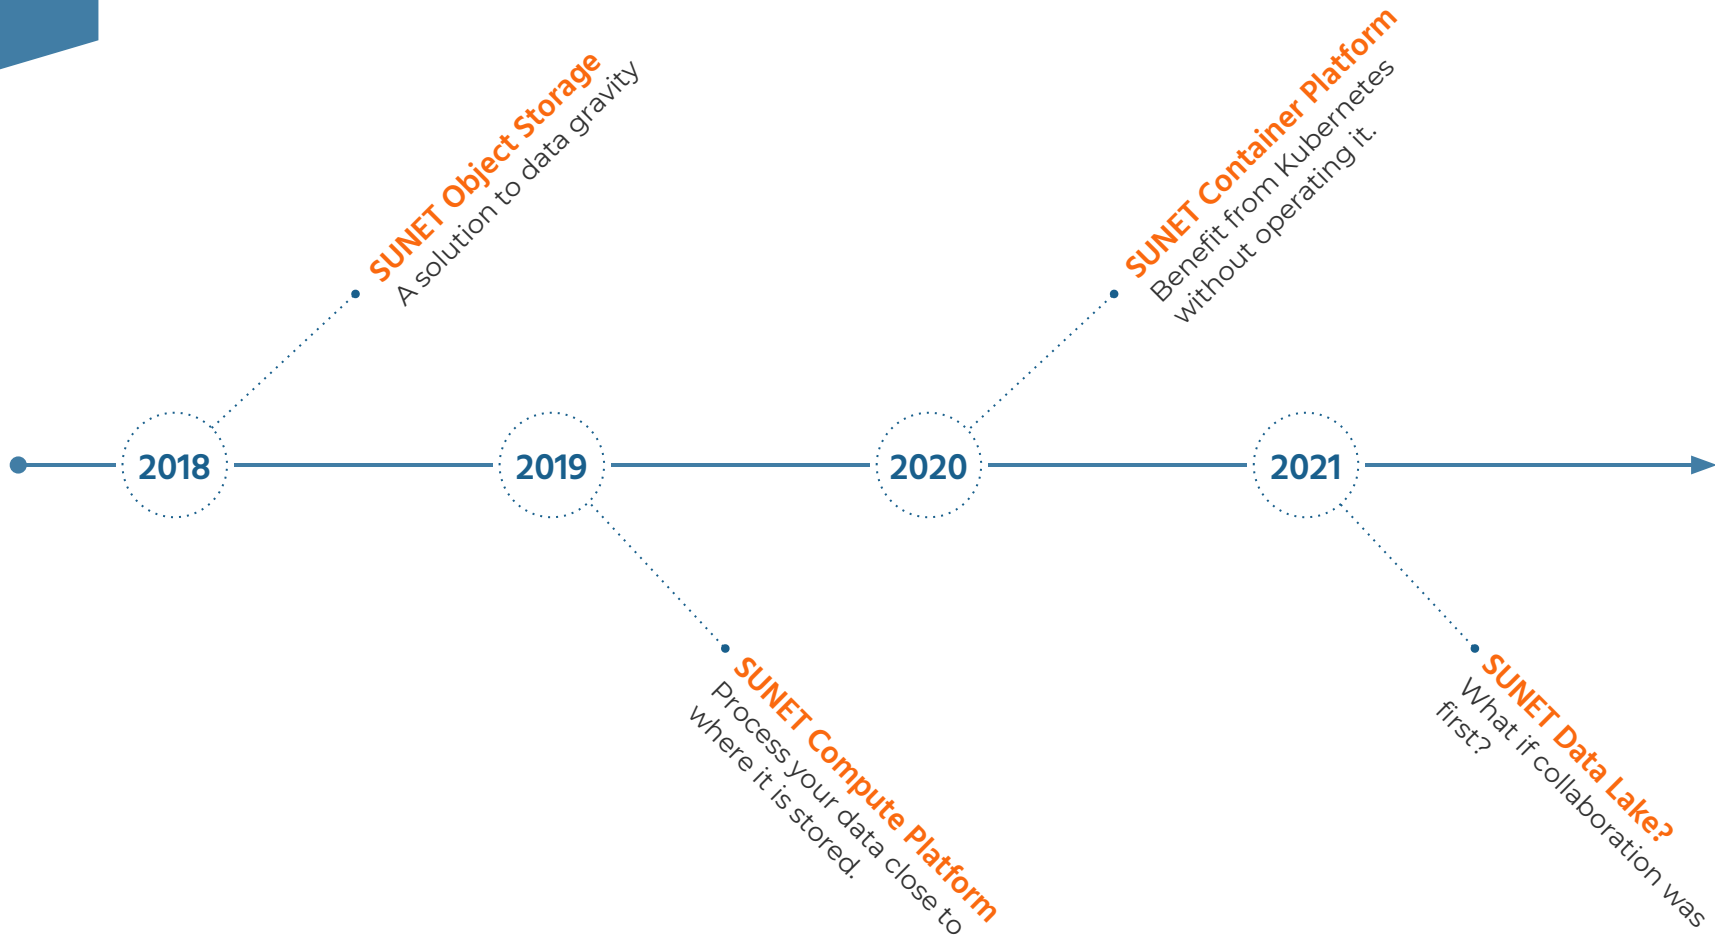 SUNET Object Storage
A solution to data gravity
SUNET Container Platform
Benefit from Kubernetes
without operating it.
2018
2019
2020
2021
SUNET Compute Platform
Process your data close to
where it is stored.
SUNET Data Lake?
What if collaboration was
first?